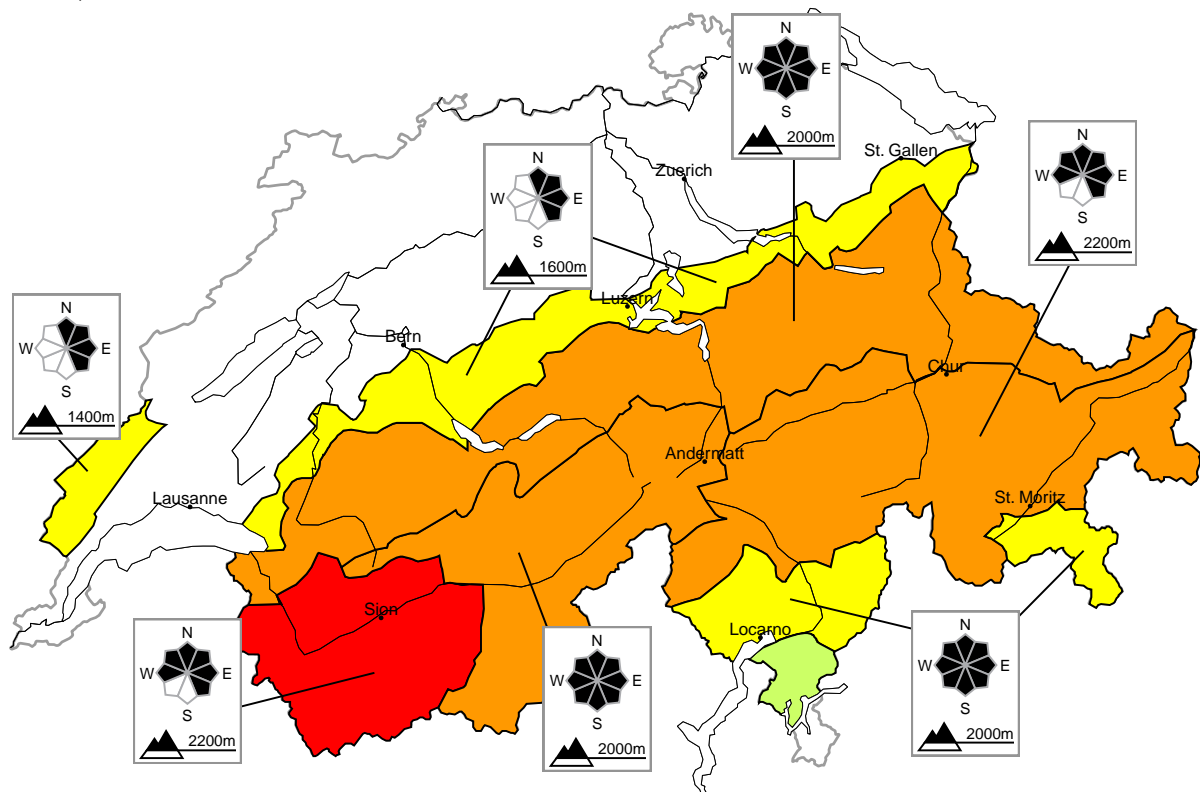 N
W E
S
2000m
St. Gallen
N
W E
S
2200m
Zuerich
N
W E
S
1600m
Luzern
N
W E
S
1400m
Bern
Chur
Andermatt
Lausanne
St. Moritz
Sion
Locarno
N
W E
S
2200m
N
W E
S
2000m
N
W E
S
2000m